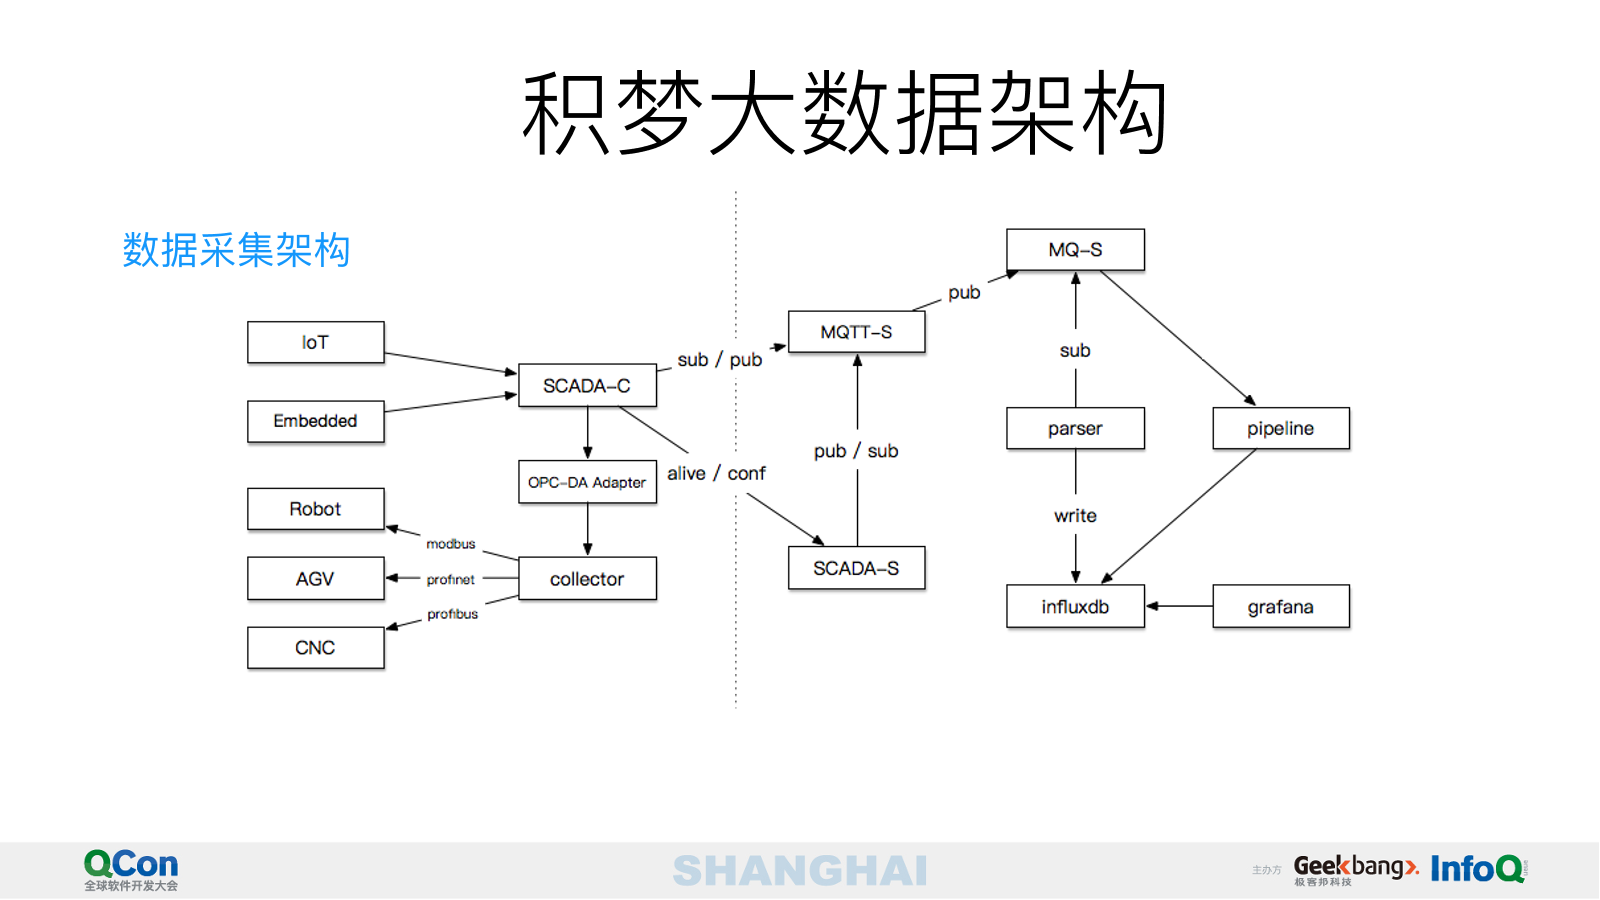 积梦大数据架构
数据采集架构
IoT
Embedded
Robot
AGV
CNC
SCADA-C
OPC-DA Adapter
collector
modbus
profinet
profibus
sub / pub
alive / conf
MQTT-S
pub / sub
SCADA-S
pub
MQ-S
sub
parser
write
influxdb
pipeline
grafana
QCon
全球软件开发大会
SHANGHAI
主办方
Geekbang>.
极客邦科技
InfoQ